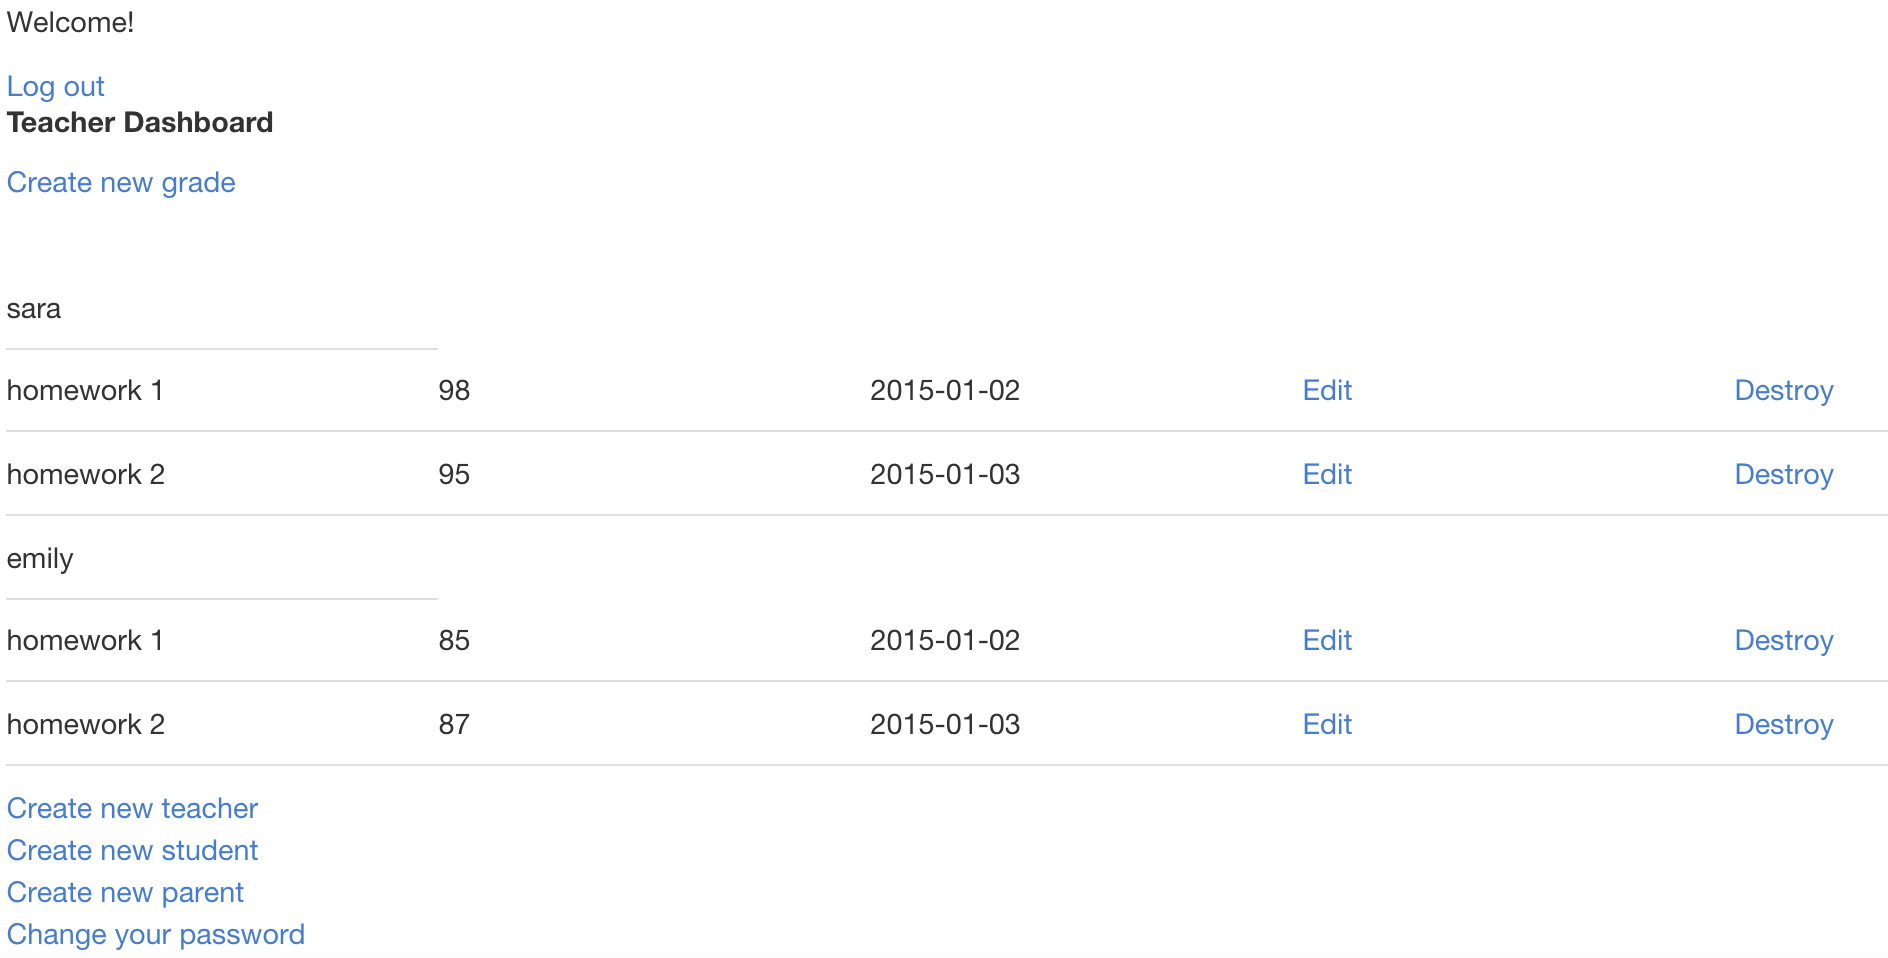 Welcome!
Log out
Teacher Dashboard
Create new grade
sara
homework 1 98 2015-01-02 Edit Destroy
homework 2 95 2015-01-03 Edit Destroy
emily
homework 1 85 2015-01-02 Edit Destroy
homework 2 87 2015-01-03 Edit Destroy
Create new teacher
Create new student
Create new parent
Change your password